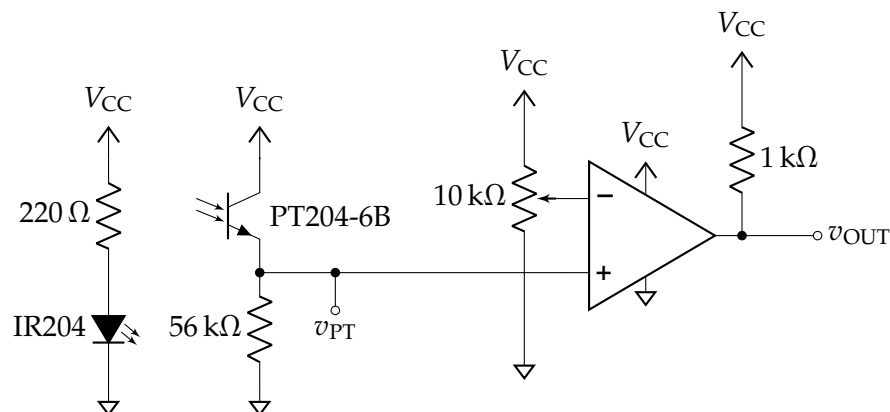 V_CC
V_CC
V_CC
V_CC
V_CC
220 Ω
IR204
PT204-6B
56 kΩ
v_PT
10 kΩ
−
+
1 kΩ
v_OUT